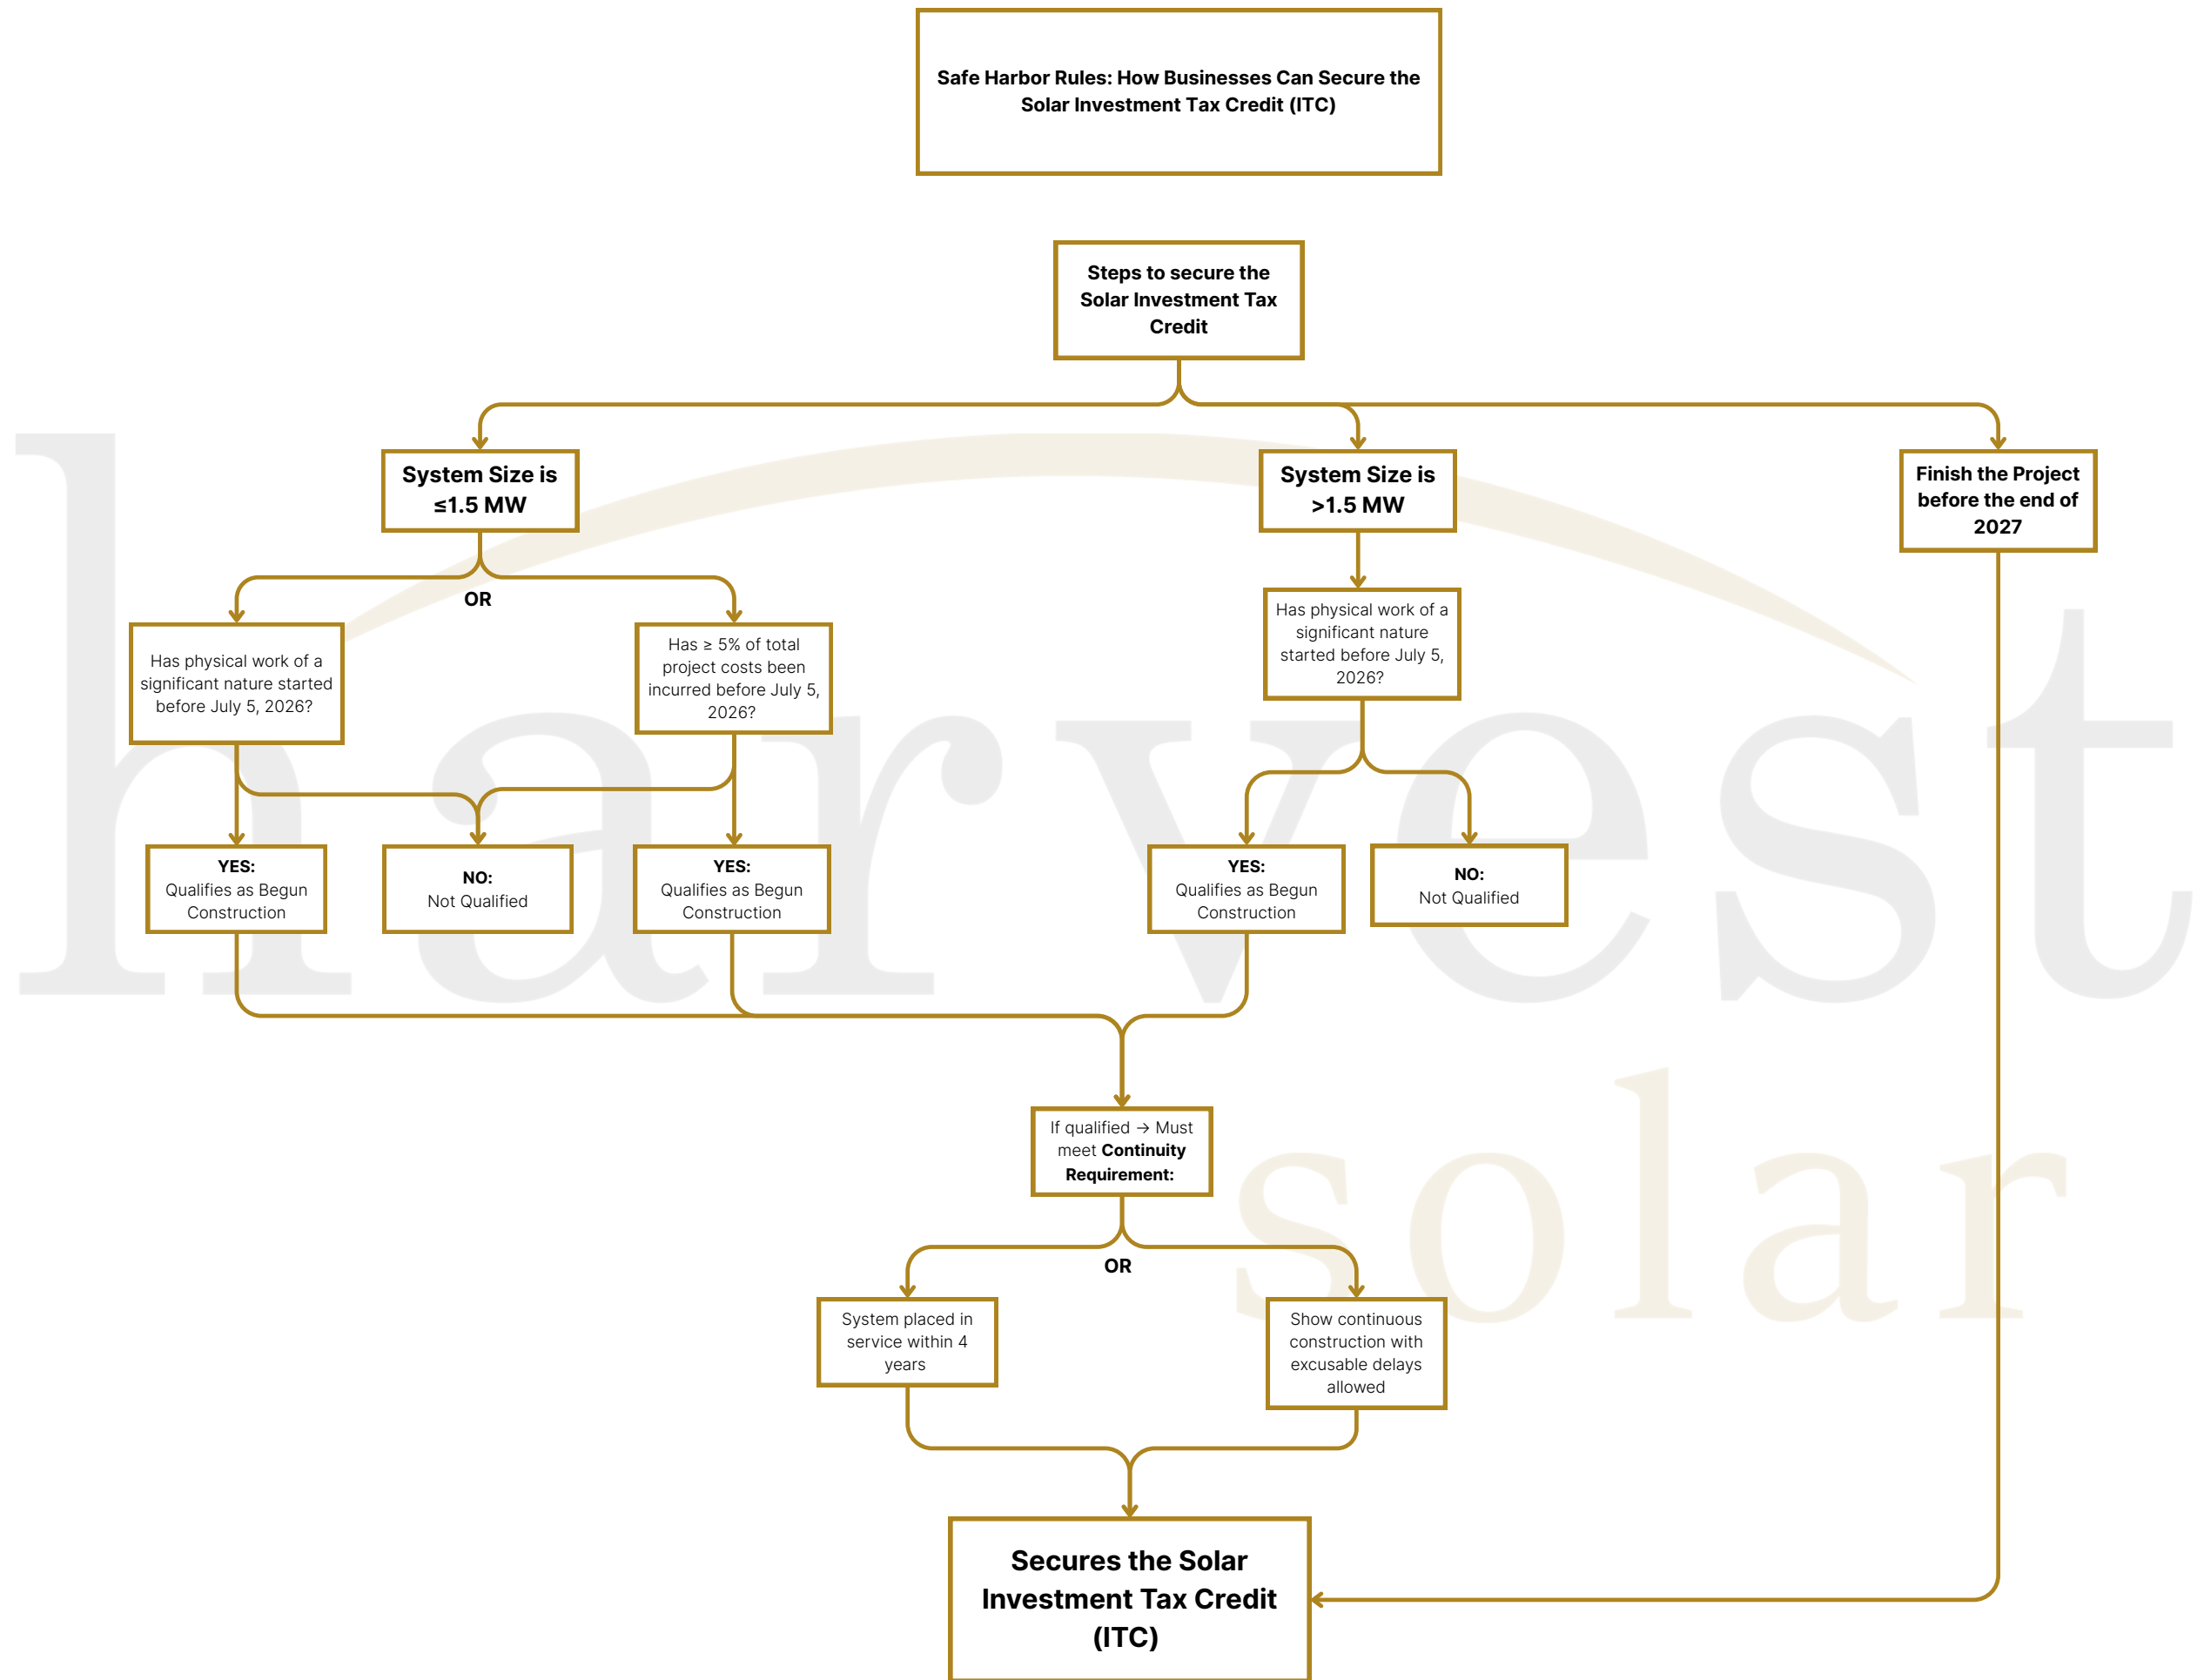 Safe Harbor Rules: How Businesses Can Secure the
Solar Investment Tax Credit (ITC)
Steps to secure the
Solar Investment Tax
Credit
System Size is
≤1.5 MW
System Size is
>1.5 MW
Finish the Project
before the end of
2027
OR
Has physical work of a
significant nature started
before July 5, 2026?
Has ≥ 5% of total
project costs been
incurred before July 5,
2026?
Has physical work of a
significant nature
started before July 5,
2026?
YES:
Qualifies as Begun
Construction
NO:
Not Qualified
YES:
Qualifies as Begun
Construction
YES:
Qualifies as Begun
Construction
NO:
Not Qualified
harvest
solar
If qualified → Must
meet Continuity
Requirement:
OR
System placed in
service within 4
years
Show continuous
construction with
excusable delays
allowed
Secures the Solar
Investment Tax Credit
(ITC)